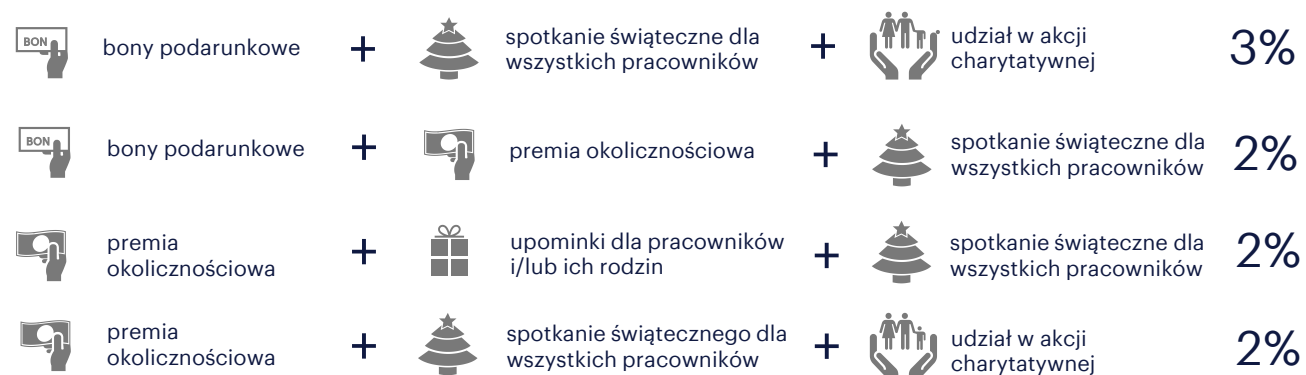 BON
bony podarunkowe
+
spotkanie świąteczne dla
wszystkich pracowników
+
udział w akcji
charytatywnej
3%
BON
bony podarunkowe
+
premia okolicznościowa
+
spotkanie świąteczne dla
wszystkich pracowników
2%
premia
okolicznościowa
+
upominki dla pracowników
i/lub ich rodzin
+
spotkanie świąteczne dla
wszystkich pracowników
2%
premia
okolicznościowa
+
spotkanie świątecznego dla
wszystkich pracowników
+
udział w akcji
charytatywnej
2%